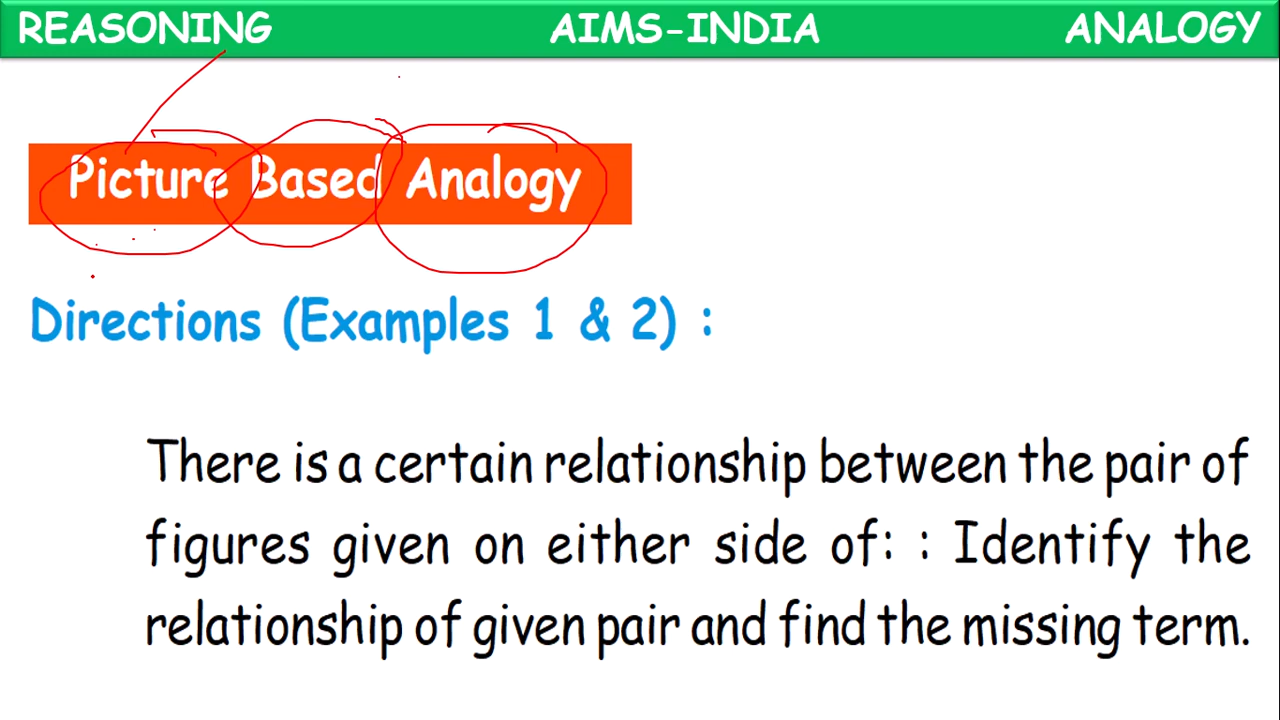 REASONING AIMS-INDIA ANALOGY
Picture Based Analogy
Directions (Examples 1 & 2) :
There is a certain relationship between the pair of
figures given on either side of: : Identify the
relationship of given pair and find the missing term.